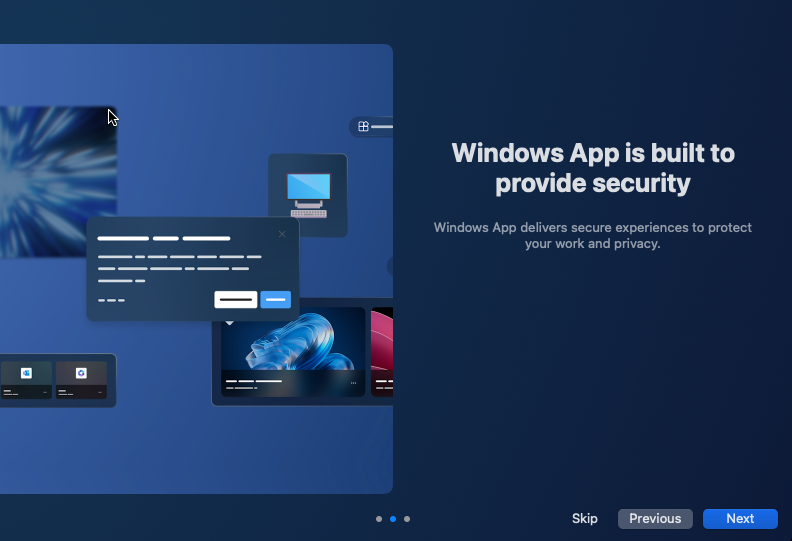 Windows App is built to
provide security
Windows App delivers secure experiences to protect
your work and privacy.
Skip
Previous
Next